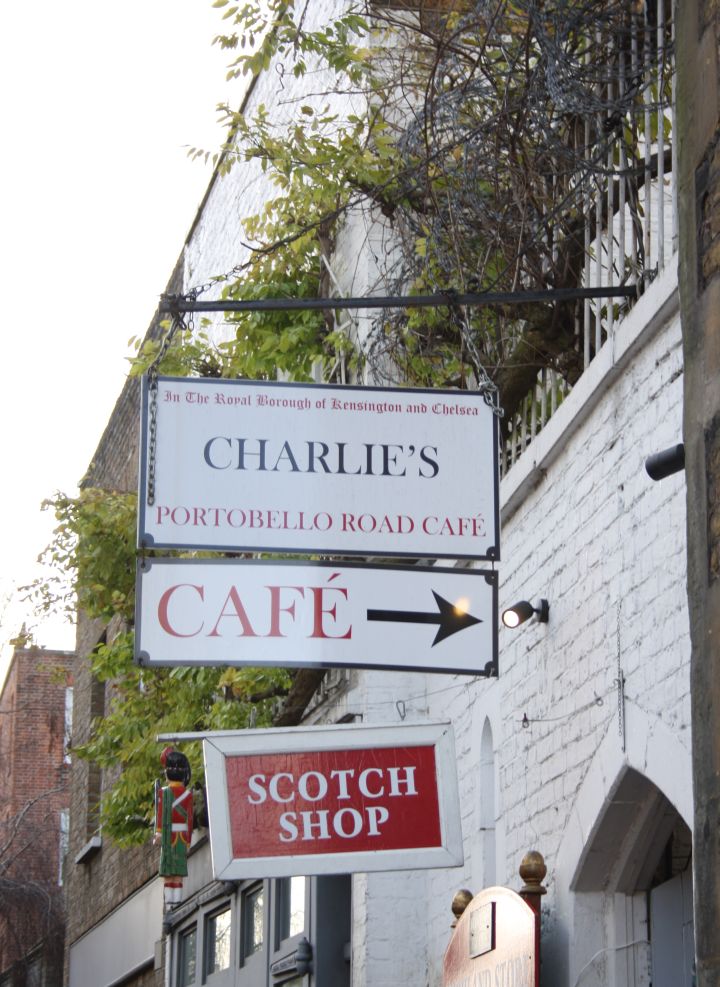 In The Royal Borough of Kensington and Chelsea
CHARLIE'S
PORTOBELLO ROAD CAFÉ
CAFÉ
SCOTCH
SHOP